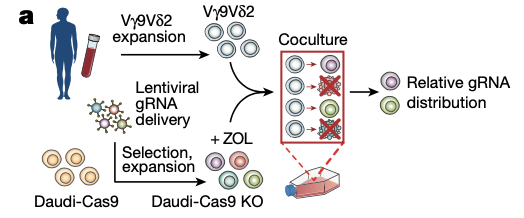 a
Vγ9Vδ2
expansion
Vγ9Vδ2
Coculture
Lentiviral
gRNA
delivery
Relative gRNA
distribution
+ ZOL
Selection,
expansion
Daudi-Cas9
Daudi-Cas9 KO